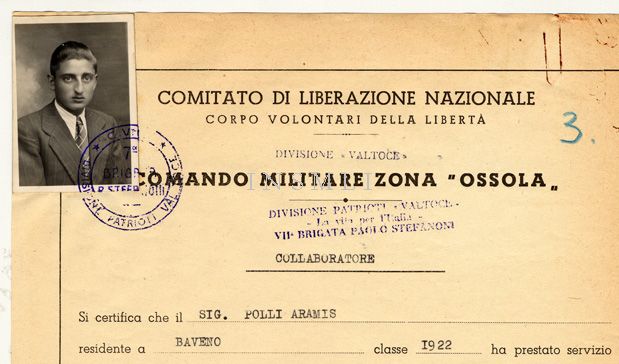 COMITATO DI LIBERAZIONE NAZIONALE
CORPO VOLONTARI DELLA LIBERTÀ
3.
DIVISIONE "VALTOCE"
COMANDO MILITARE ZONA "OSSOLA"
DIVISIONE PATRIOTI - VALTOCE -
- La vita per l'Italia -
VIIª BRIGATA PAOLO STEFANONI
COLLABORATORE
Si certifica che il SIG. POLLI ARAMIS
residente a BAVENO classe 1922 ha prestato servizio